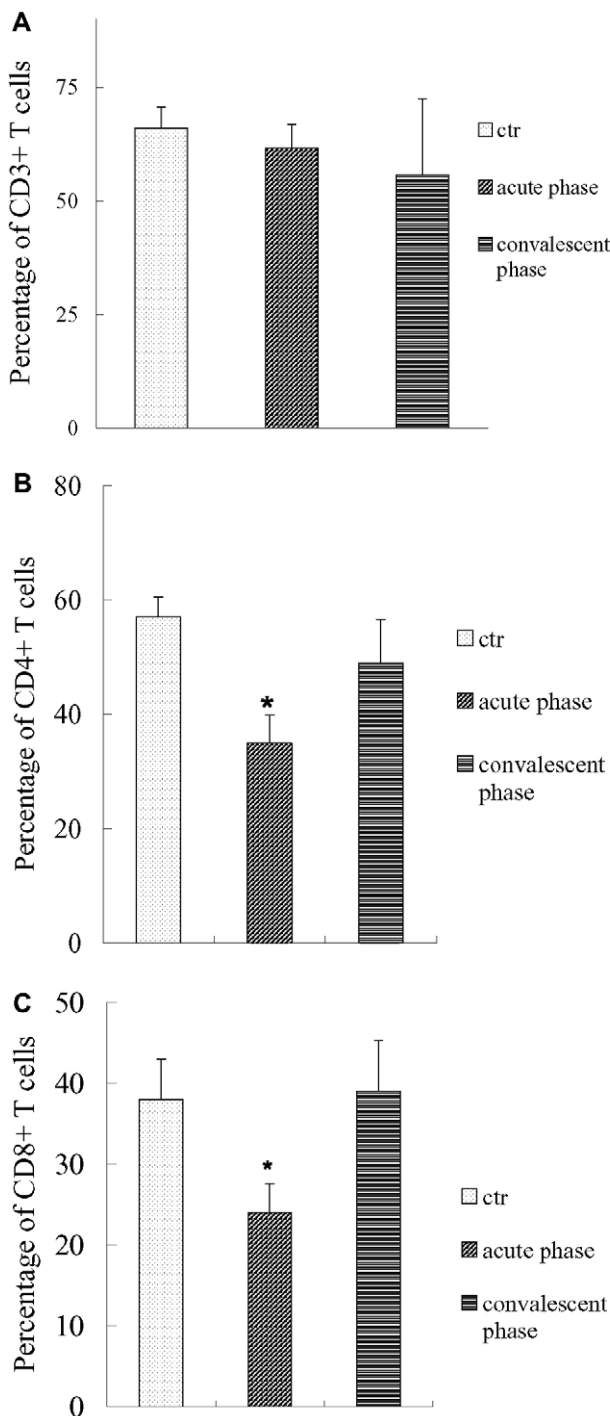 A
Percentage of CD3+ T cells
75
50
25
0
ctr
acute phase
convalescent
phase
B
Percentage of CD4+ T cells
80
60
40
20
0
*
ctr
acute phase
convalescent
phase
C
Percentage of CD8+ T cells
50
40
30
20
10
0
*
ctr
acute phase
convalescent
phase